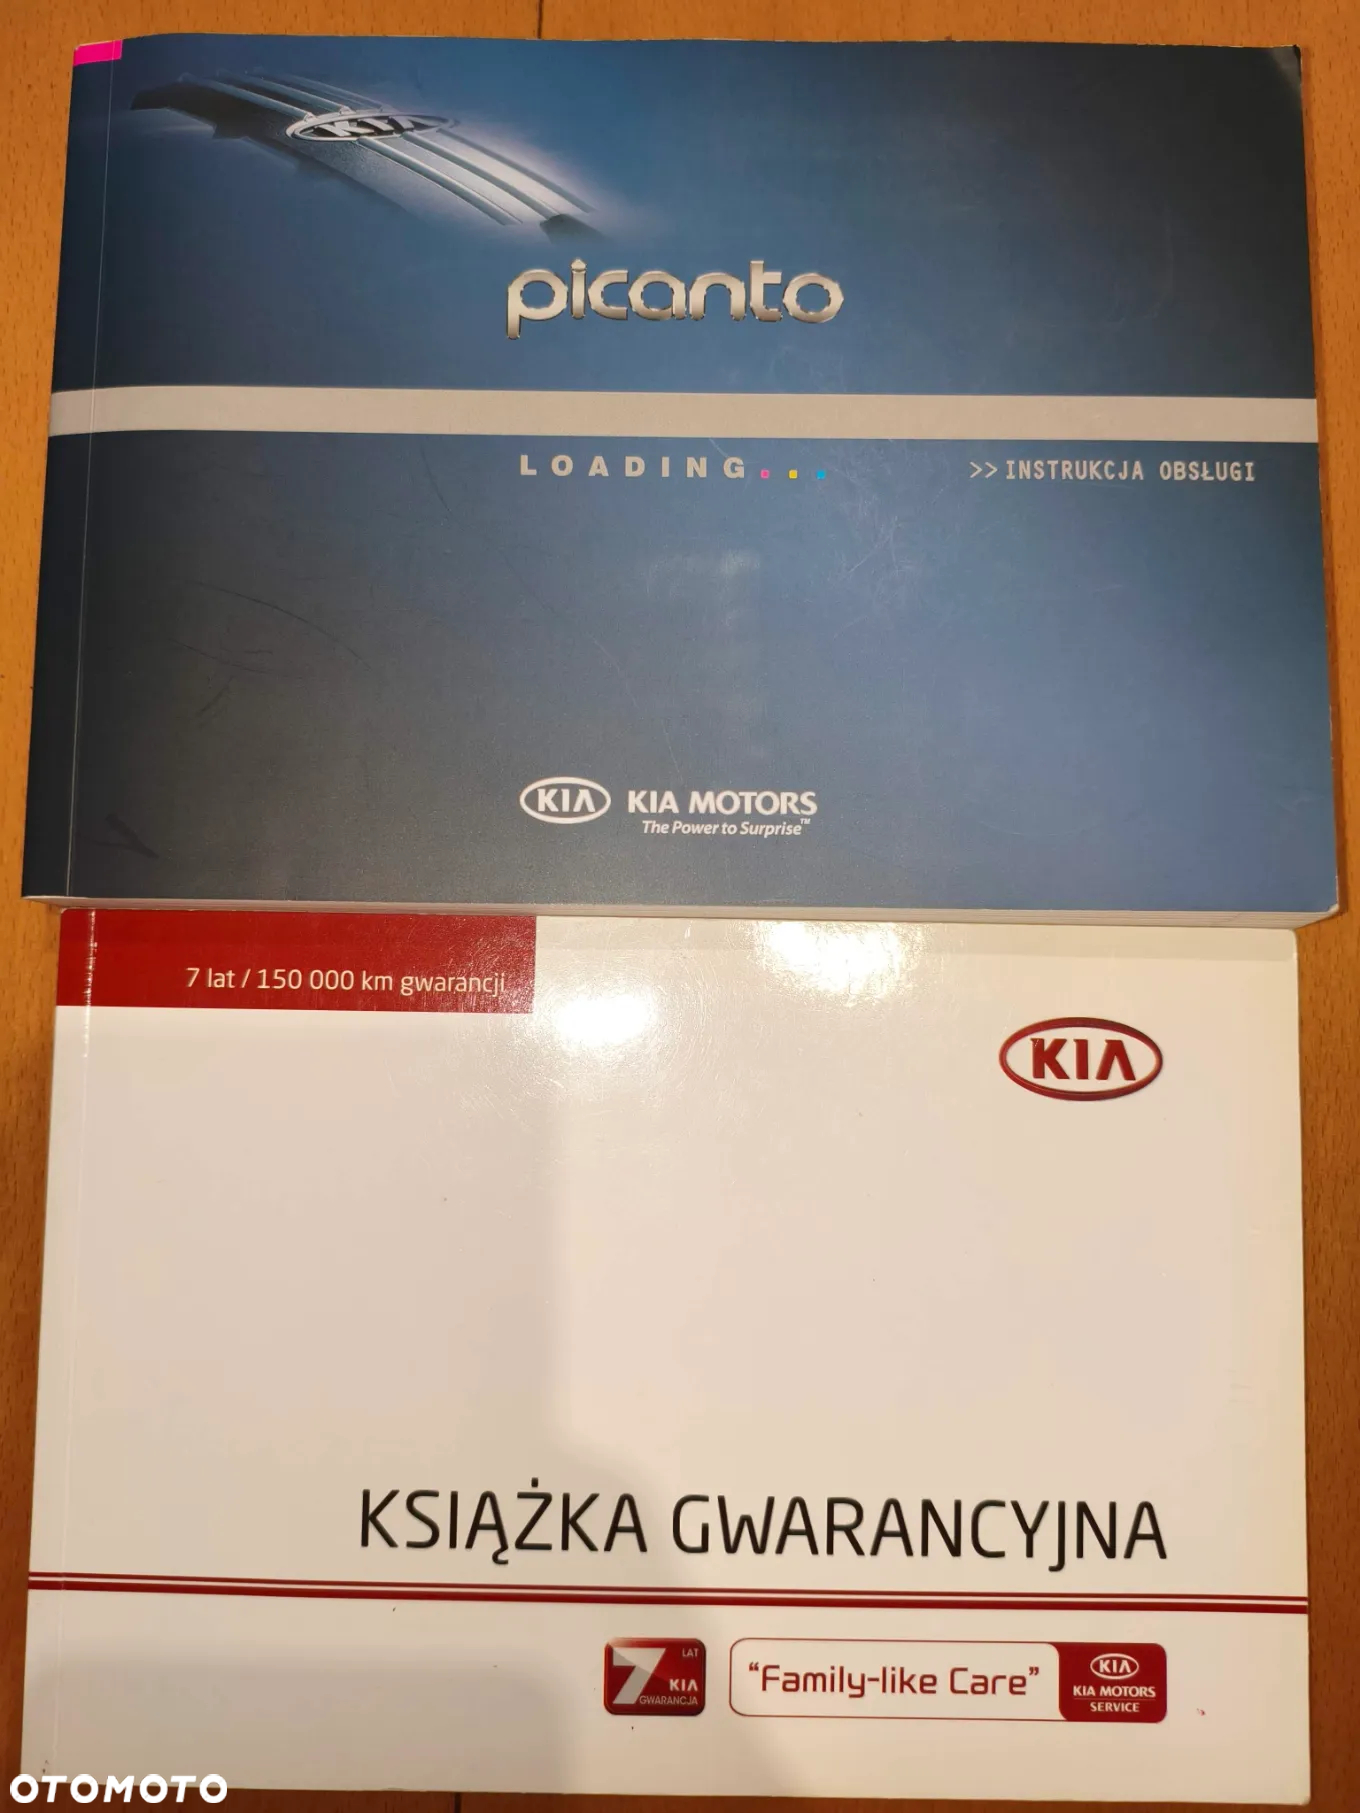 KIA
picanto
LOADING... >> INSTRUKCJA OBSŁUGI
KIA KIA MOTORS
The Power to Surprise™
7 lat / 150 000 km gwarancji
KIA
KSIĄŻKA GWARANCYJNA
7 LAT KIA GWARANCJA
"Family-like Care"
KIA
KIA MOTORS
SERVICE
OTOMOTO